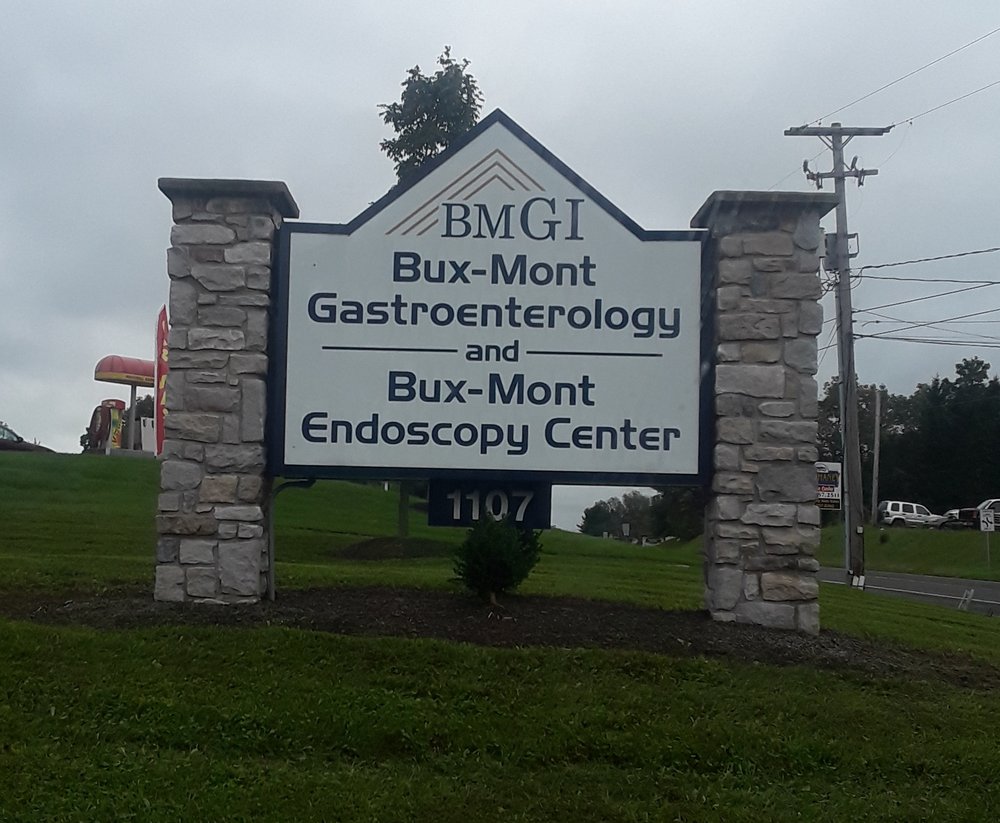 BMGI
Bux-Mont
Gastroenterology
and
Bux-Mont
Endoscopy Center
1107